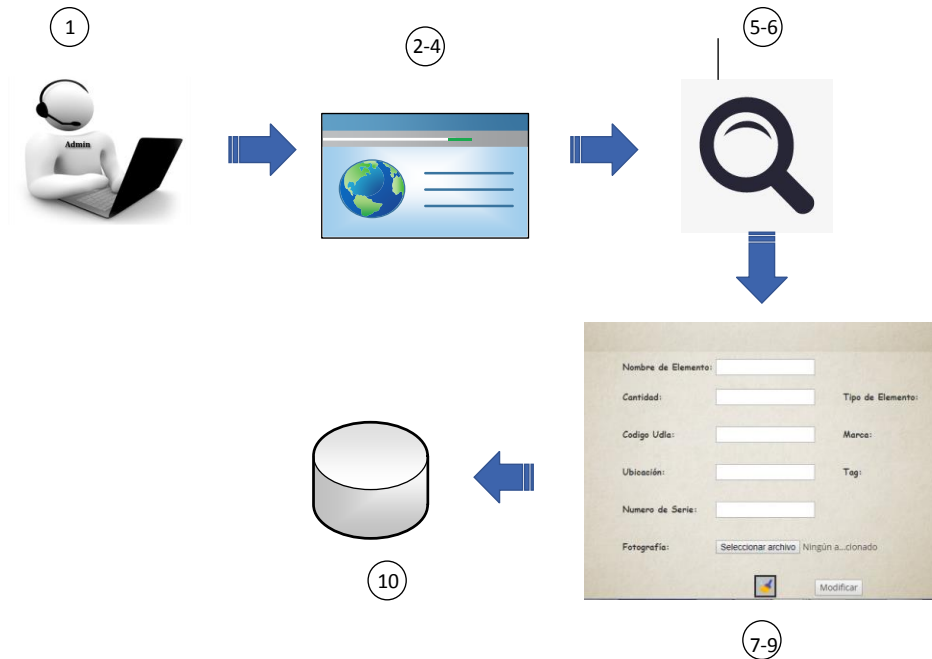 1
2-4
5-6
Admin
Nombre de Elemento:
Cantidad:
Tipo de Elemento:
Codigo Udla:
Marca:
Ubicación:
Tag:
Numero de Serie:
Fotografía:
Seleccionar archivo Ningún a...cionado
Modificar
10
7-9